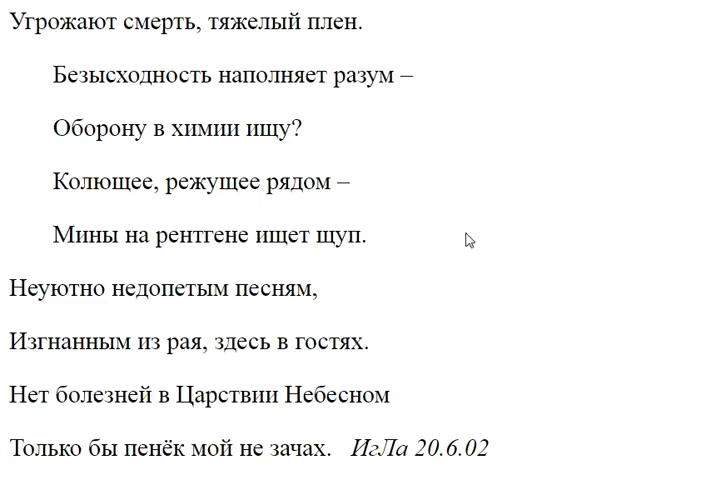 Угрожают смерть, тяжелый плен.
Безысходность наполняет разум –
Оборону в химии ищу?
Колющее, режущее рядом –
Мины на рентгене ищет щуп.
Неуютно недопетым песням,
Изгнанным из рая, здесь в гостях.
Нет болезней в Царствии Небесном
Только бы пенёк мой не зачах. ИгЛа 20.6.02